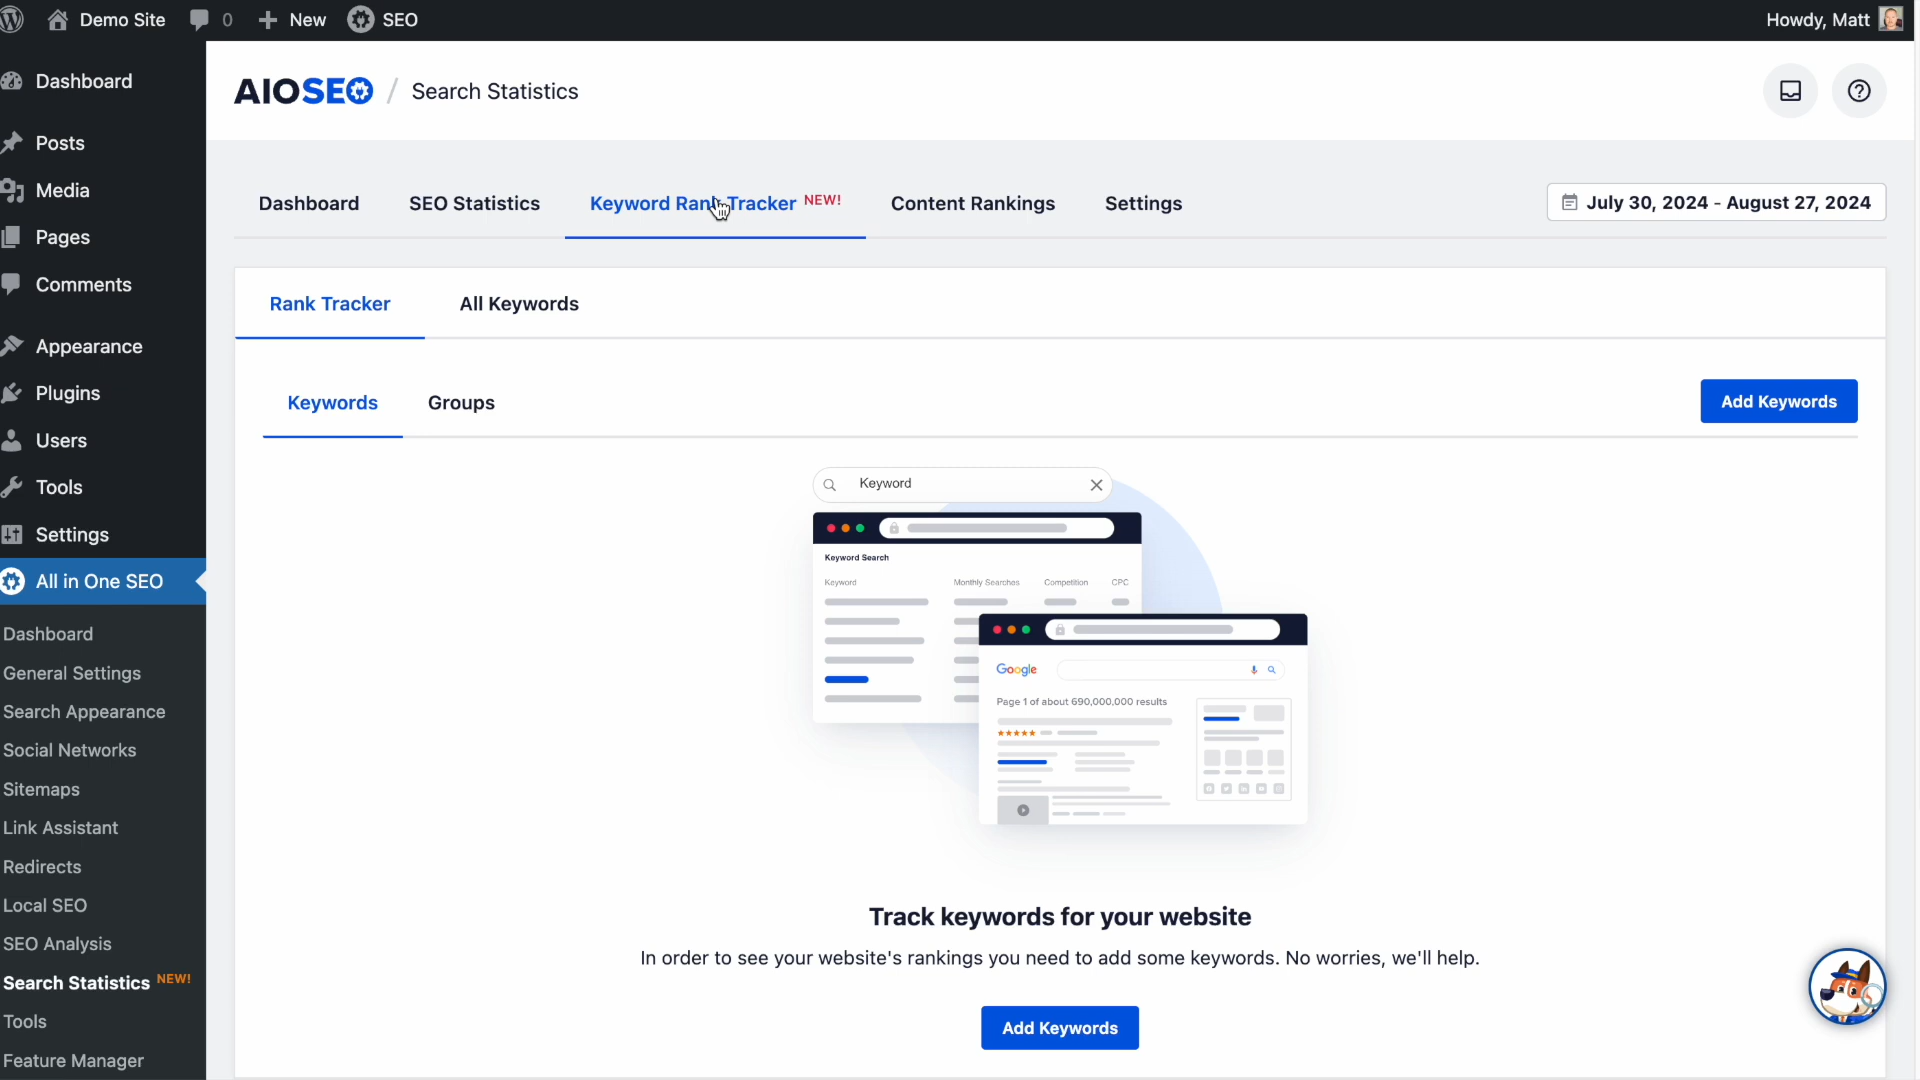 Demo Site 0 New SEO Howdy, Matt
Dashboard
Posts
Media
Pages
Comments
Appearance
Plugins
Users
Tools
Settings
All in One SEO
Dashboard
General Settings
Search Appearance
Social Networks
Sitemaps
Link Assistant
Redirects
Local SEO
SEO Analysis
Search Statistics NEW!
Tools
Feature Manager
AIOSEO / Search Statistics
Dashboard SEO Statistics Keyword Rank Tracker NEW! Content Rankings Settings July 30, 2024 - August 27, 2024
Rank Tracker All Keywords
Keywords Groups Add Keywords
Keyword
Keyword Search
Keyword Monthly Searches Competition CPC
Google
Page 1 of about 690,000,000 results
Track keywords for your website
In order to see your website's rankings you need to add some keywords. No worries, we'll help.
Add Keywords